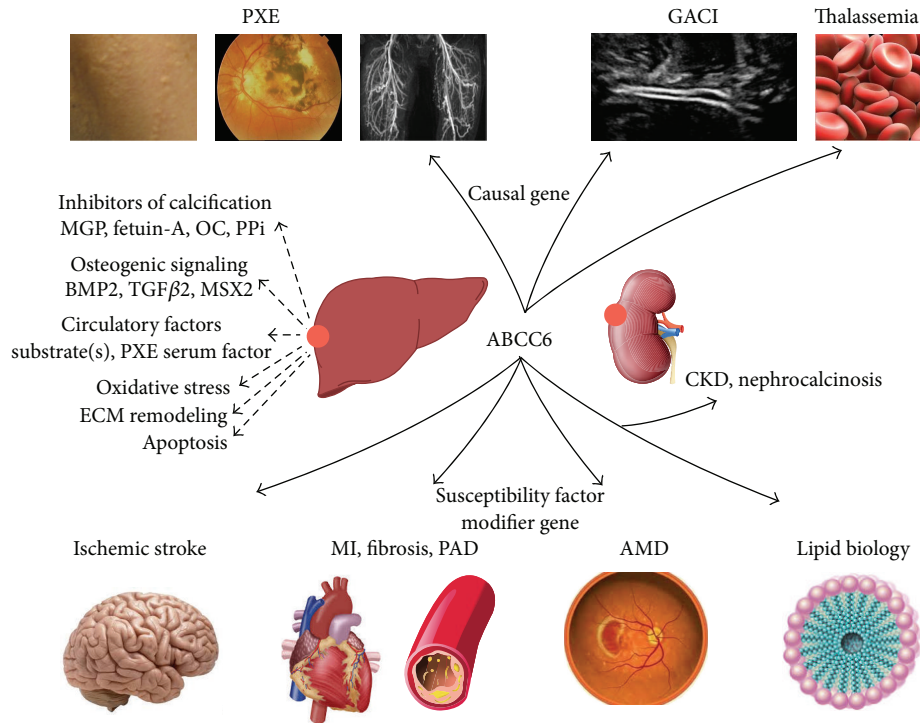 PXE
GACI
Thalassemia
Causal gene
Inhibitors of calcification
MGP, fetuin-A, OC, PPi
Osteogenic signaling
BMP2, TGFβ2, MSX2
Circulatory factors
substrate(s), PXE serum factor
Oxidative stress
ECM remodeling
Apoptosis
ABCC6
CKD, nephrocalcinosis
Susceptibility factor
modifier gene
Ischemic stroke
MI, fibrosis, PAD
AMD
Lipid biology